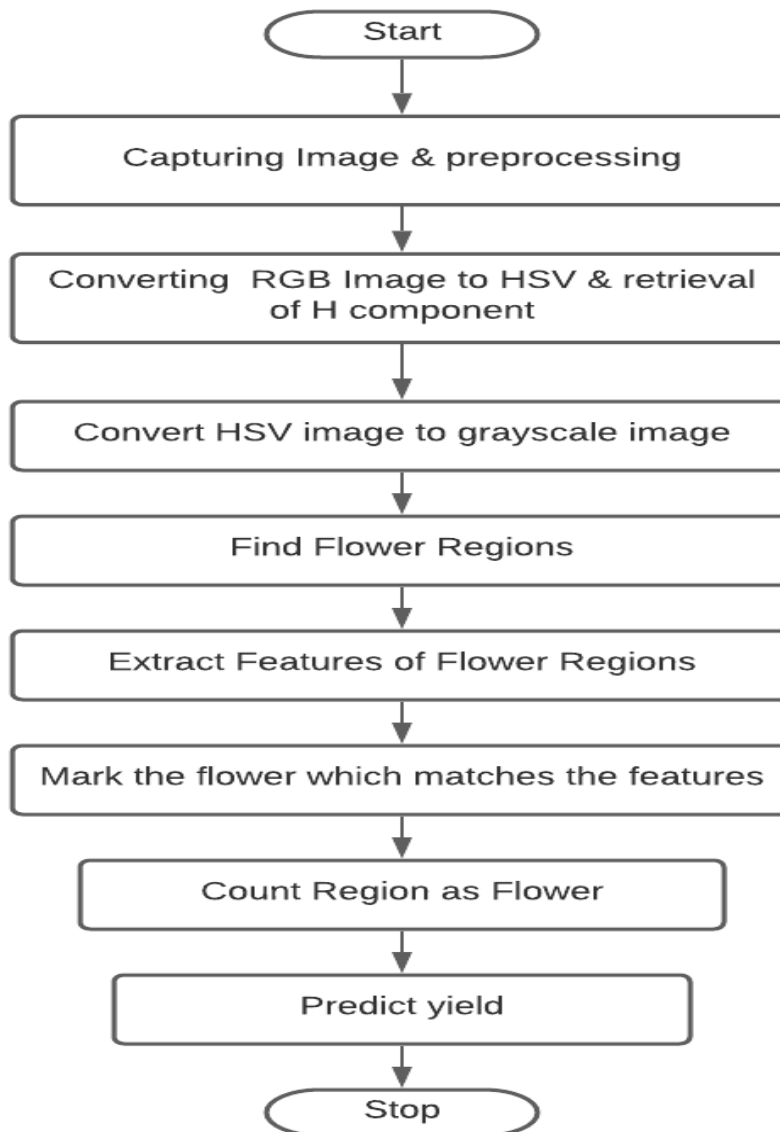 Start
Capturing Image & preprocessing
Converting RGB Image to HSV & retrieval
of H component
Convert HSV image to grayscale image
Find Flower Regions
Extract Features of Flower Regions
Mark the flower which matches the features
Count Region as Flower
Predict yield
Stop